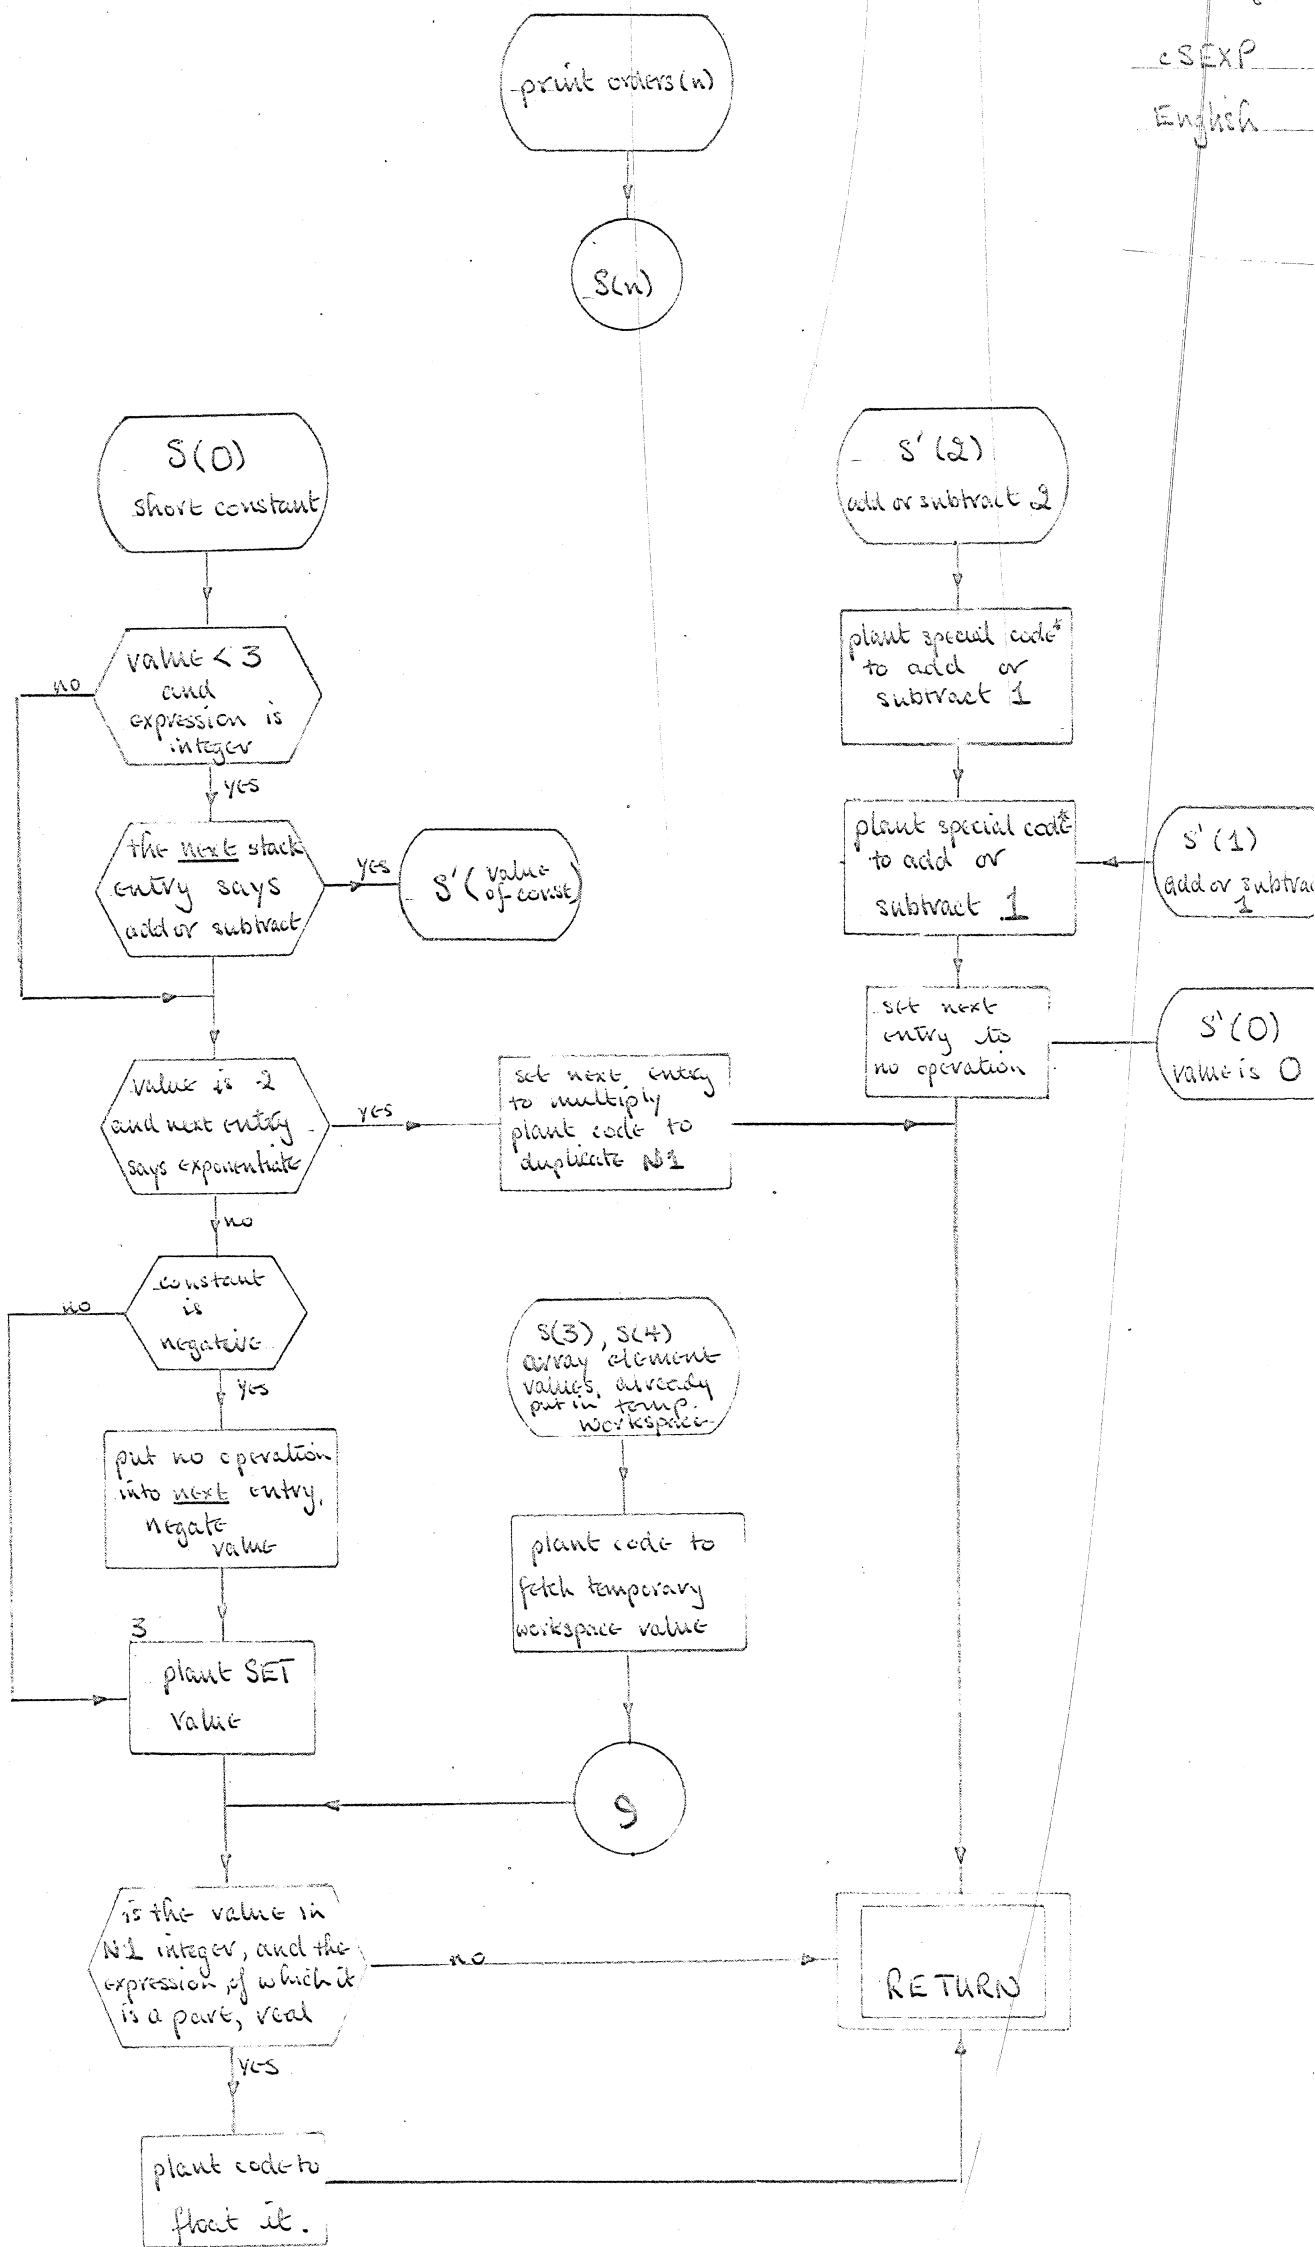 cSEXP
English
print orders(n)
S(n)
S(0)
short constant
value < 3
and
expression is
integer
no
yes
the next stack
entry says
add or subtract
yes
S'(value
of const)
value is 2
and next entry
says exponentiate
yes
set next entry
to multiply
plant code to
duplicate N1
no
constant
is
negative
no
yes
put no operation
into next entry,
negate
value
3
plant SET
value
is the value in
N1 integer, and the
expression, of which it
is a part, real
no
yes
plant code to
float it.
S(3), S(4)
array element
values, already
put in temp.
workspace
plant code to
fetch temporary
workspace value
9
S'(2)
add or subtract 2
plant special code*
to add or
subtract 1
plant special code*
to add or
subtract 1
S'(1)
add or subtrac
1
set next
entry to
no operation
S'(0)
value is 0
RETURN